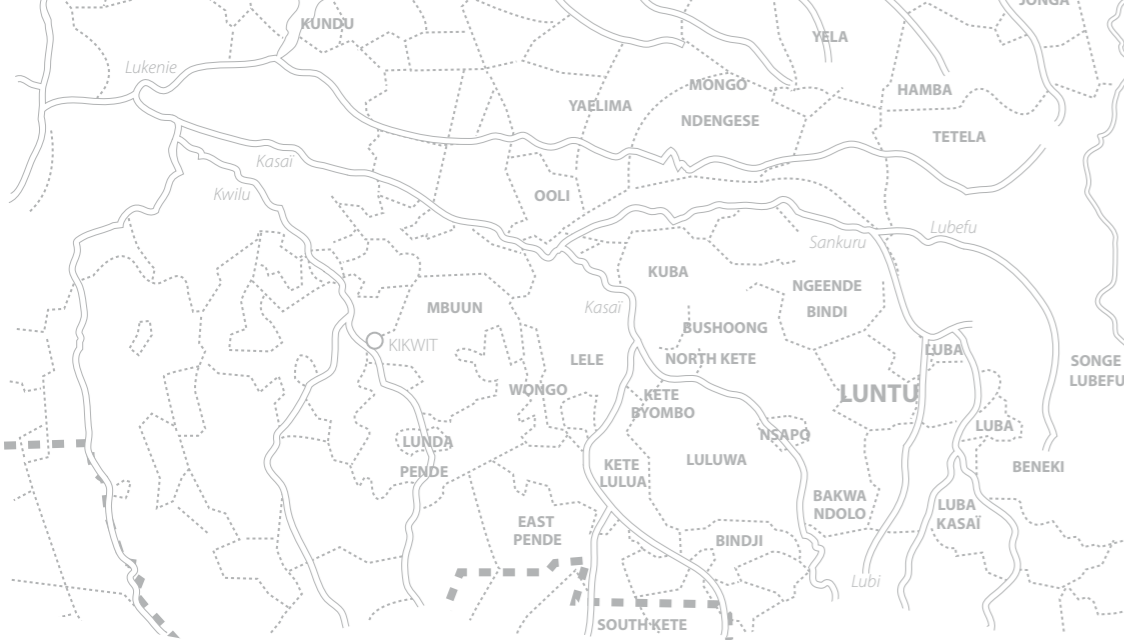 JONGA
KUNDU
YELA
Lukenie
MONGO
HAMBA
YAELIMA
NDENGESE
TETELA
Kasaï
Kwilu
OOLI
Lubefu
Sankuru
KUBA
NGEENDE
BINDI
Kasaï
MBUUN
BUSHOONG
KIKWIT
LUBA
LELE
NORTH KETE
SONGE
LUBEFU
WONGO
KETE
BYOMBO
LUNTU
LUBA
NSAPO
LUNDA
PENDE
KETE
LULUA
LULUWA
BENEKI
BAKWA
NDOLO
LUBA
KASAÏ
EAST
PENDE
BINDJI
Lubi
SOUTH KETE